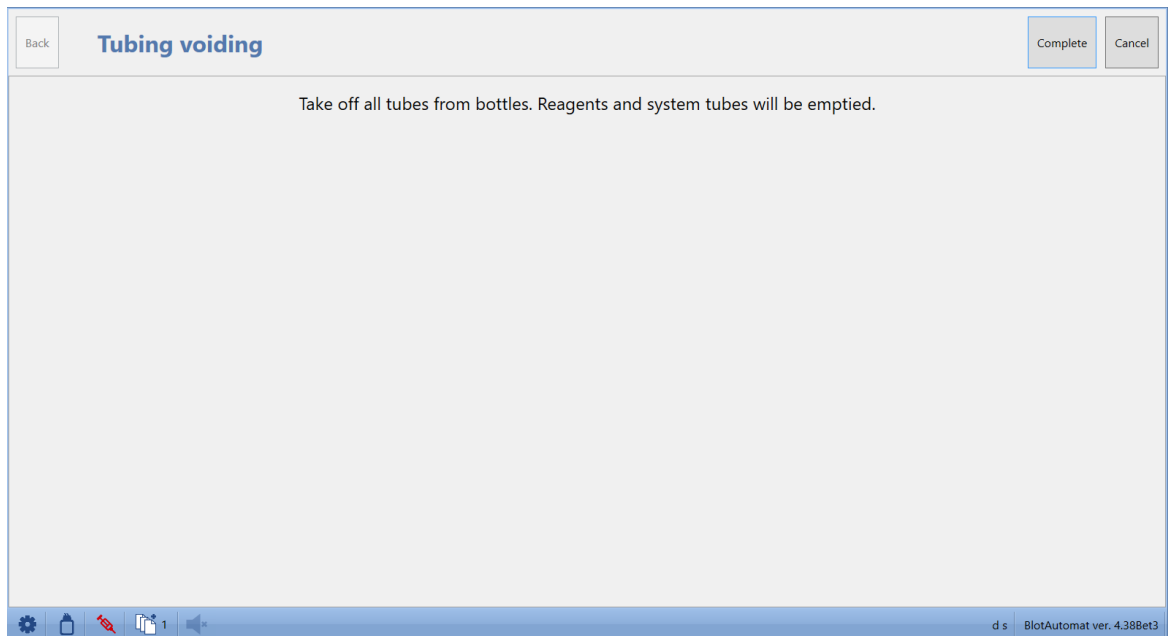 Back
Tubing voiding
Complete
Cancel
Take off all tubes from bottles. Reagents and system tubes will be emptied.
1
d s
BlotAutomat ver. 4.38Bet3